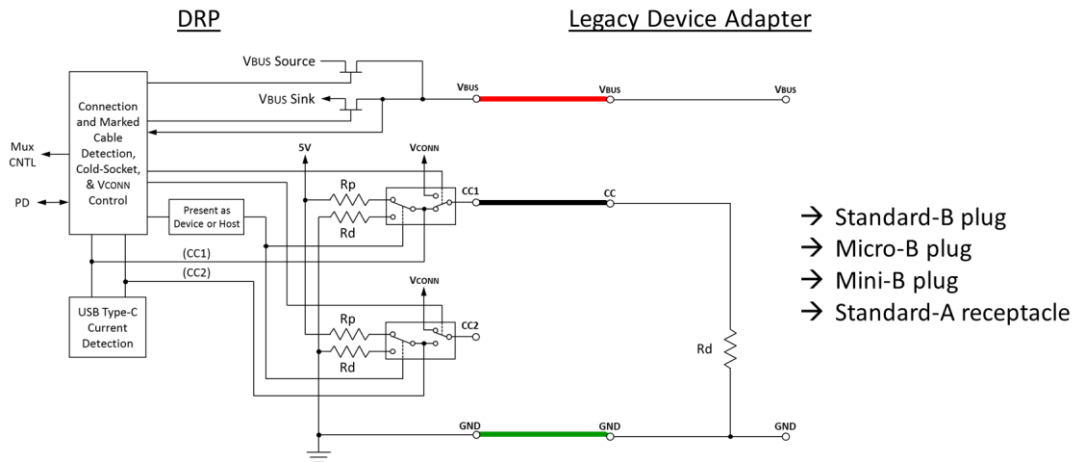 DRP
Legacy Device Adapter
VBUS Source
VBUS Sink
VBUS
VBUS
VBUS
Connection
and Marked
Cable
Detection,
Cold-Socket,
& VCONN
Control
Mux
CNTL
PD
5V
VCONN
Rp
Rd
CC1
CC
Present as
Device or Host
(CC1)
(CC2)
USB Type-C
Current
Detection
VCONN
Rp
Rd
CC2
Rd
→ Standard-B plug
→ Micro-B plug
→ Mini-B plug
→ Standard-A receptacle
GND
GND
GND